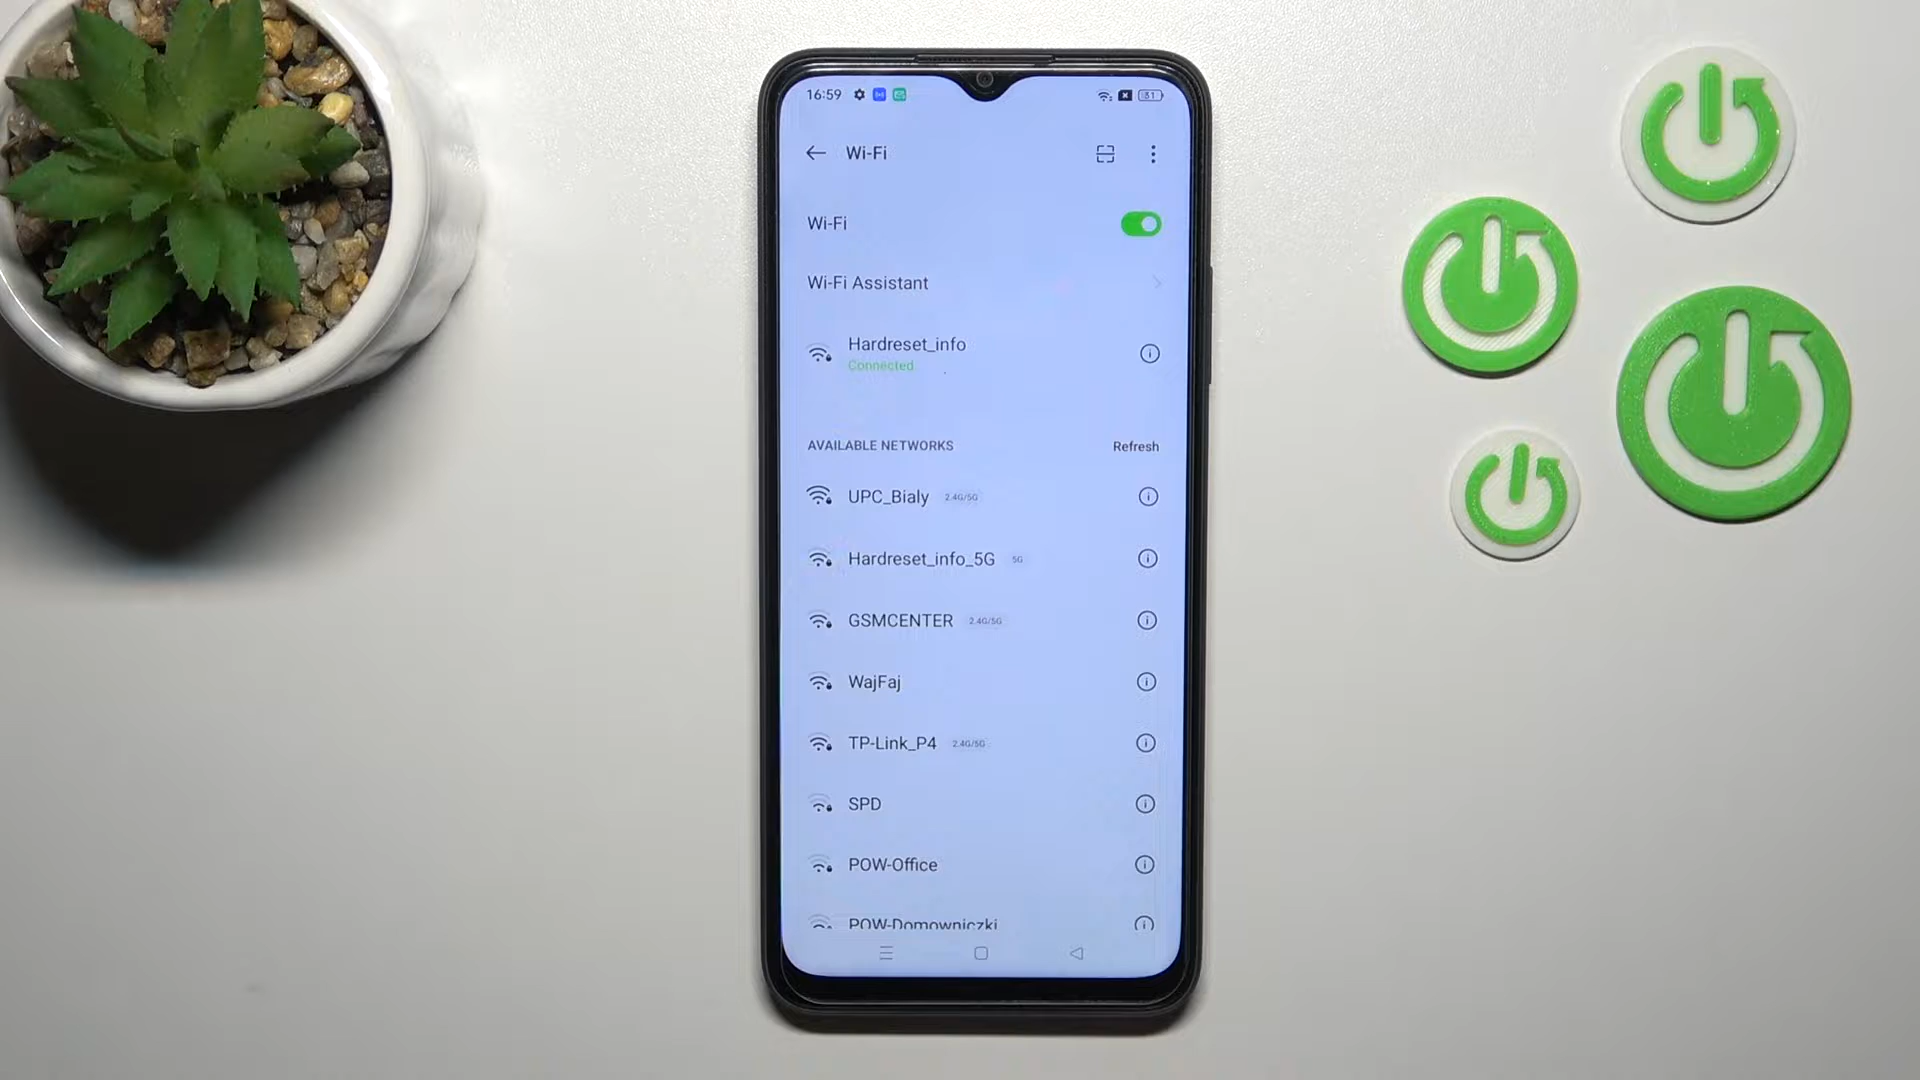 16:59 81
Wi-Fi
Wi-Fi
Wi-Fi Assistant
Hardreset_info
Connected
AVAILABLE NETWORKS Refresh
UPC_Bialy 2.4G/5G
Hardreset_info_5G 5G
GSMCENTER 2.4G/5G
WajFaj
TP-Link_P4 2.4G/5G
SPD
POW-Office
POW-Domowniczki